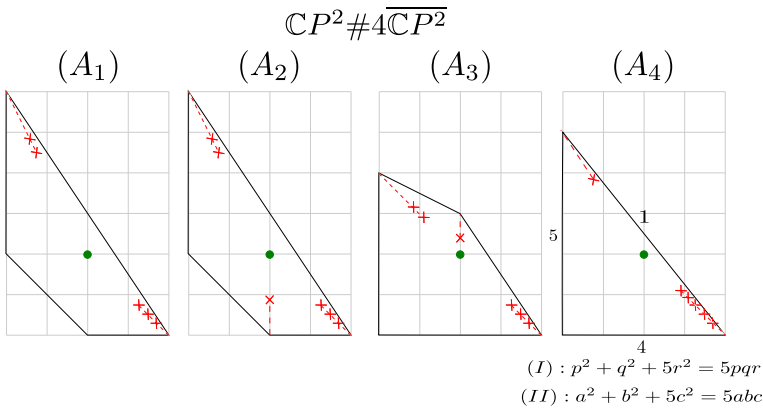 ℂP²#4\overline{ℂP²}
(A₁) (A₂) (A₃) (A₄)
1
5
4
(I) : p² + q² + 5r² = 5pqr
(II) : a² + b² + 5c² = 5abc